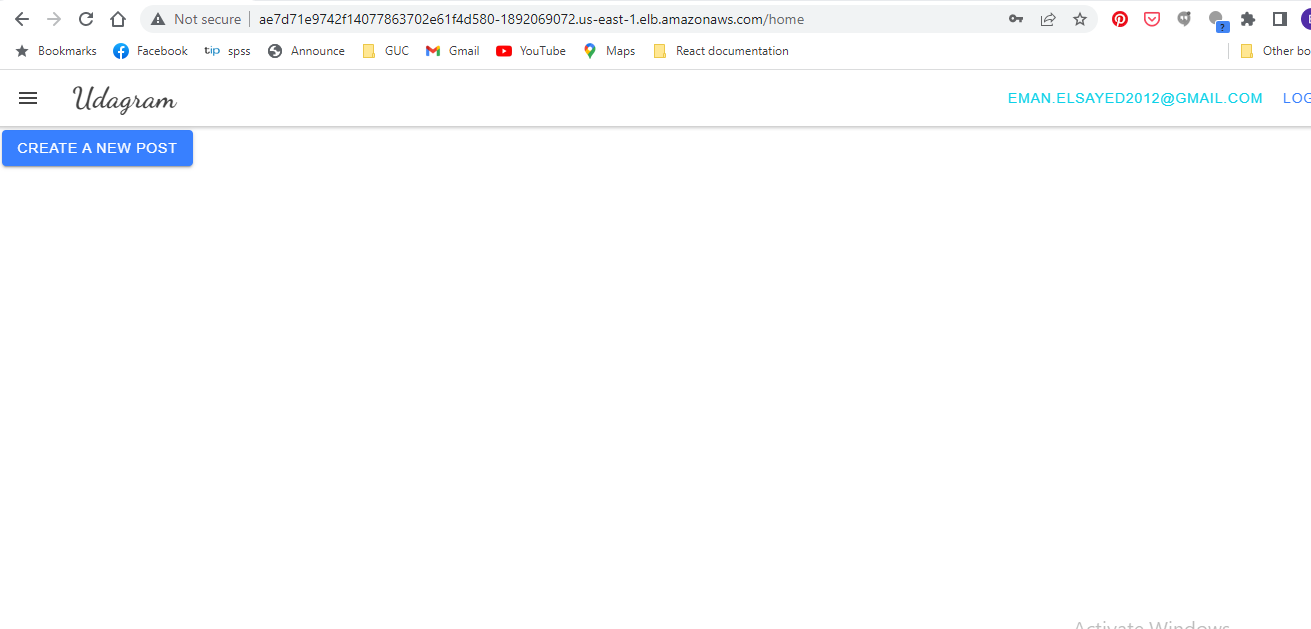 Not secure ae7d71e9742f14077863702e61f4d580-1892069072.us-east-1.elb.amazonaws.com/home
?
Bookmarks Facebook tip spss Announce GUC Gmail YouTube Maps React documentation Other bo
Udagram EMAN.ELSAYED2012@GMAIL.COM LOG
CREATE A NEW POST
Activate Windows